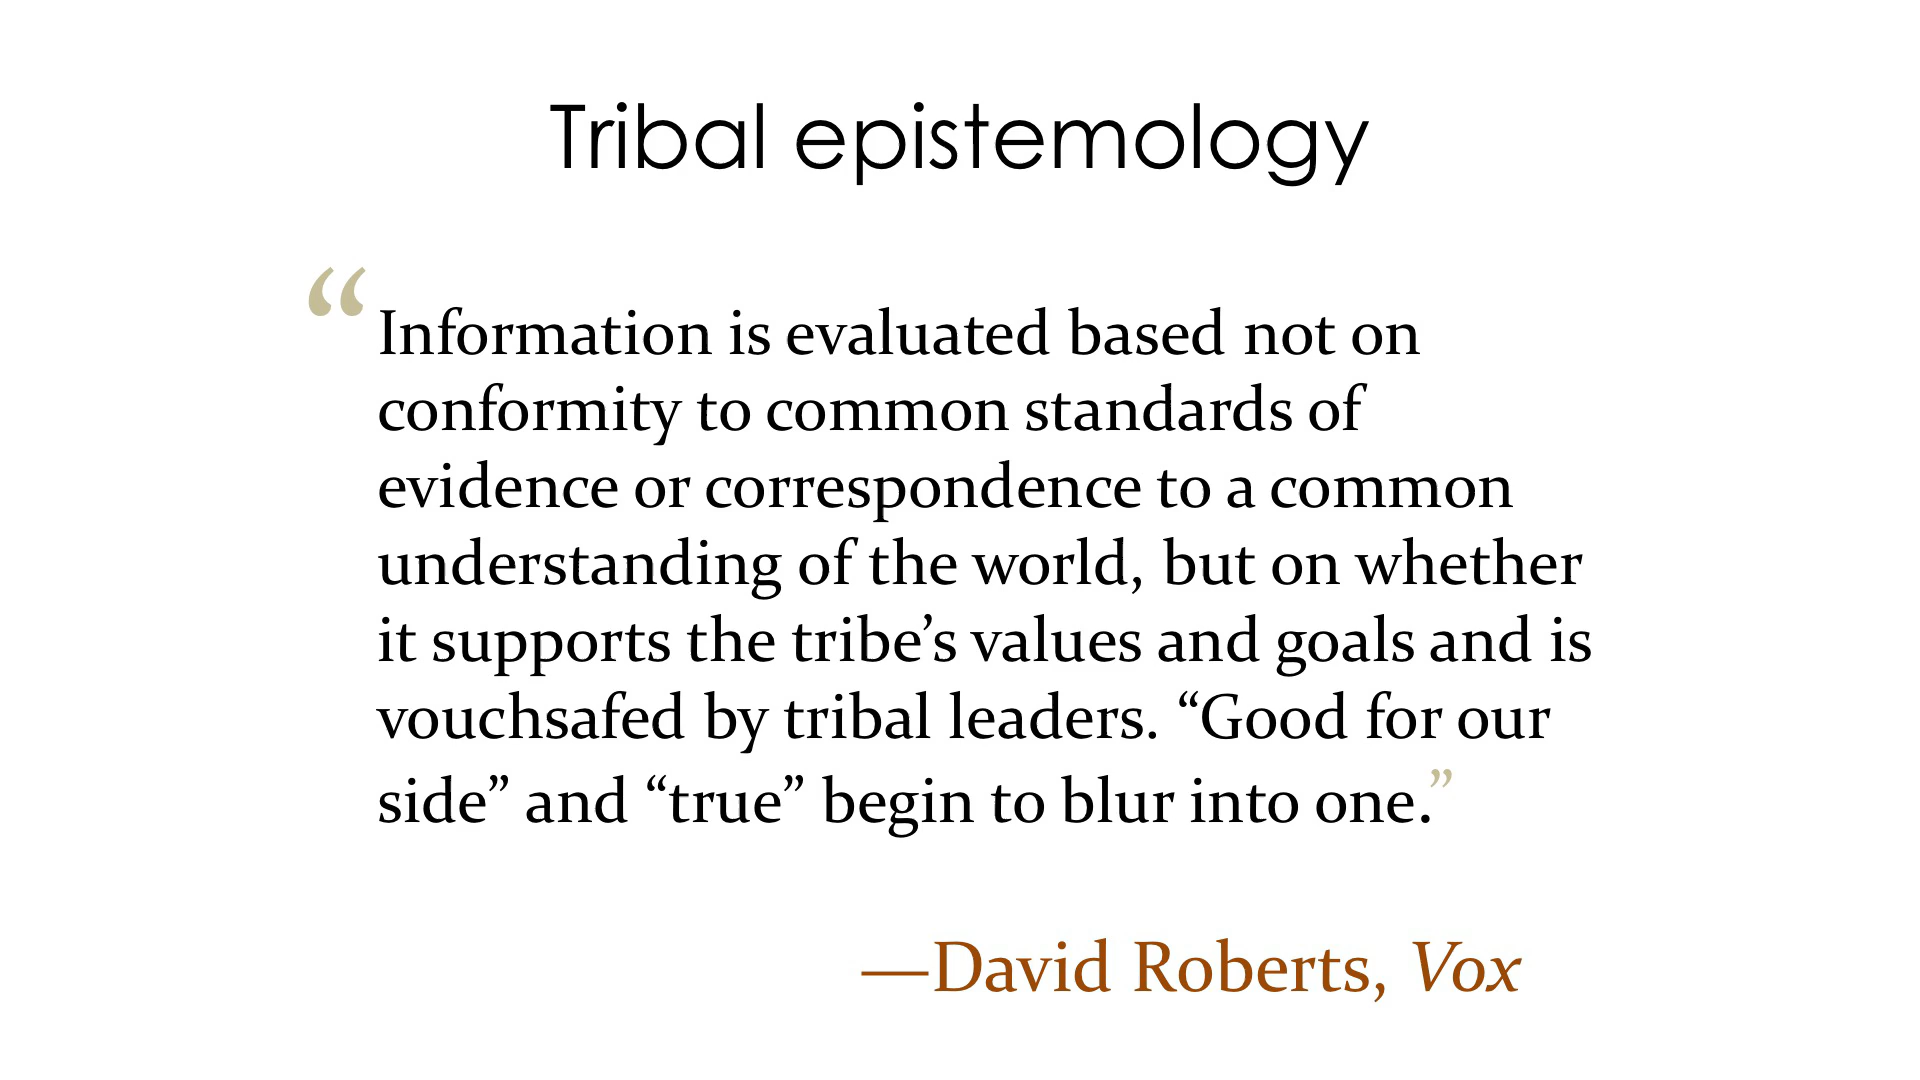 Tribal epistemology
“Information is evaluated based not on
conformity to common standards of
evidence or correspondence to a common
understanding of the world, but on whether
it supports the tribe’s values and goals and is
vouchsafed by tribal leaders. “Good for our
side” and “true” begin to blur into one.”
—David Roberts, Vox